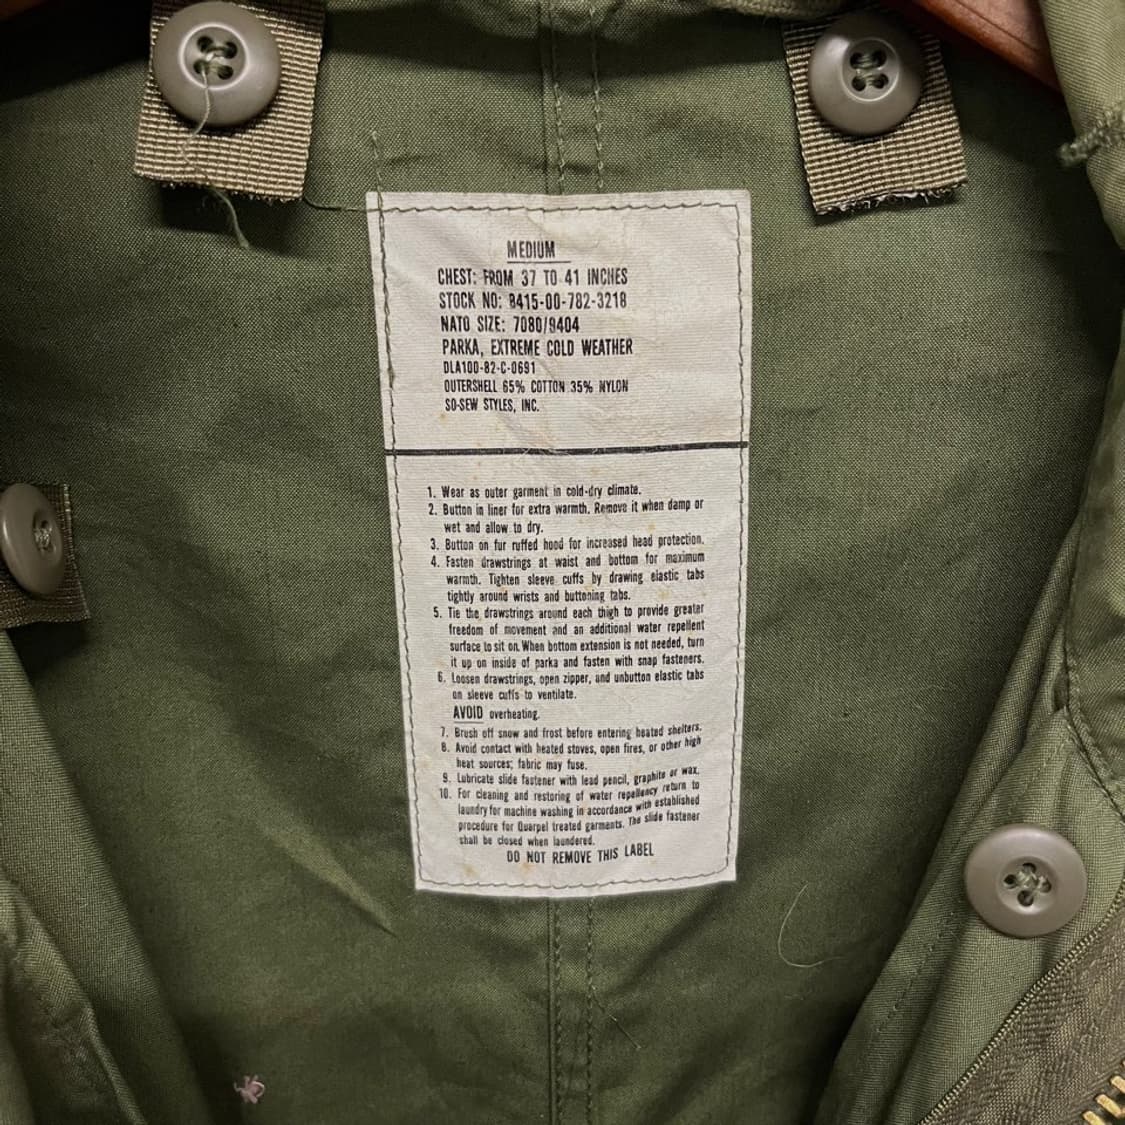 MEDIUM
CHEST: FROM 37 TO 41 INCHES
STOCK NO: 8415-00-782-3218
NATO SIZE: 7080/9404
PARKA, EXTREME COLD WEATHER
DLA100-82-C-0691
OUTERSHELL 65% COTTON 35% NYLON
SO-SEW STYLES, INC.
1. Wear as outer garment in cold-dry climate.
2. Button in liner for extra warmth. Remove it when damp or
wet and allow to dry.
3. Button on fur ruffed hood for increased head protection.
4. Fasten drawstrings at waist and bottom for maximum
warmth. Tighten sleeve cuffs by drawing elastic tabs
tightly around wrists and buttoning tabs.
5. Tie the drawstrings around each thigh to provide greater
freedom of movement and an additional water repellent
surface to sit on. When bottom extension is not needed, turn
it up on inside of parka and fasten with snap fasteners.
6. Loosen drawstrings, open zipper, and unbutton elastic tabs
on sleeve cuffs to ventilate.
AVOID overheating.
7. Brush off snow and frost before entering heated shelters.
8. Avoid contact with heated stoves, open fires, or other high
heat sources; fabric may fuse.
9. Lubricate slide fastener with lead pencil, graphite or wax.
10. For cleaning and restoring of water repellency return to
laundry for machine washing in accordance with established
procedure for Quarpel treated garments. The slide fastener
shall be closed when laundered.
DO NOT REMOVE THIS LABEL